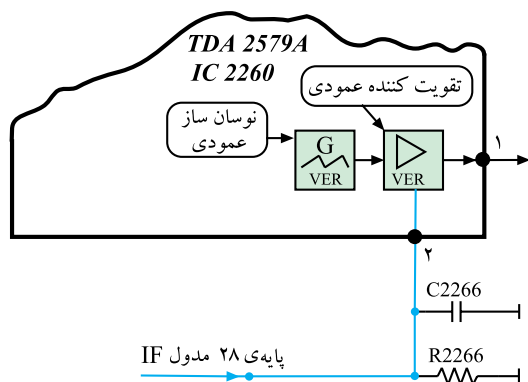 TDA 2579A
IC 2260
تقویت کننده عمودی
نوسان ساز
عمودی
G
VER
VER
۱
۲
C2266
R2266
پایه‌ی ۲۸ مدول IF